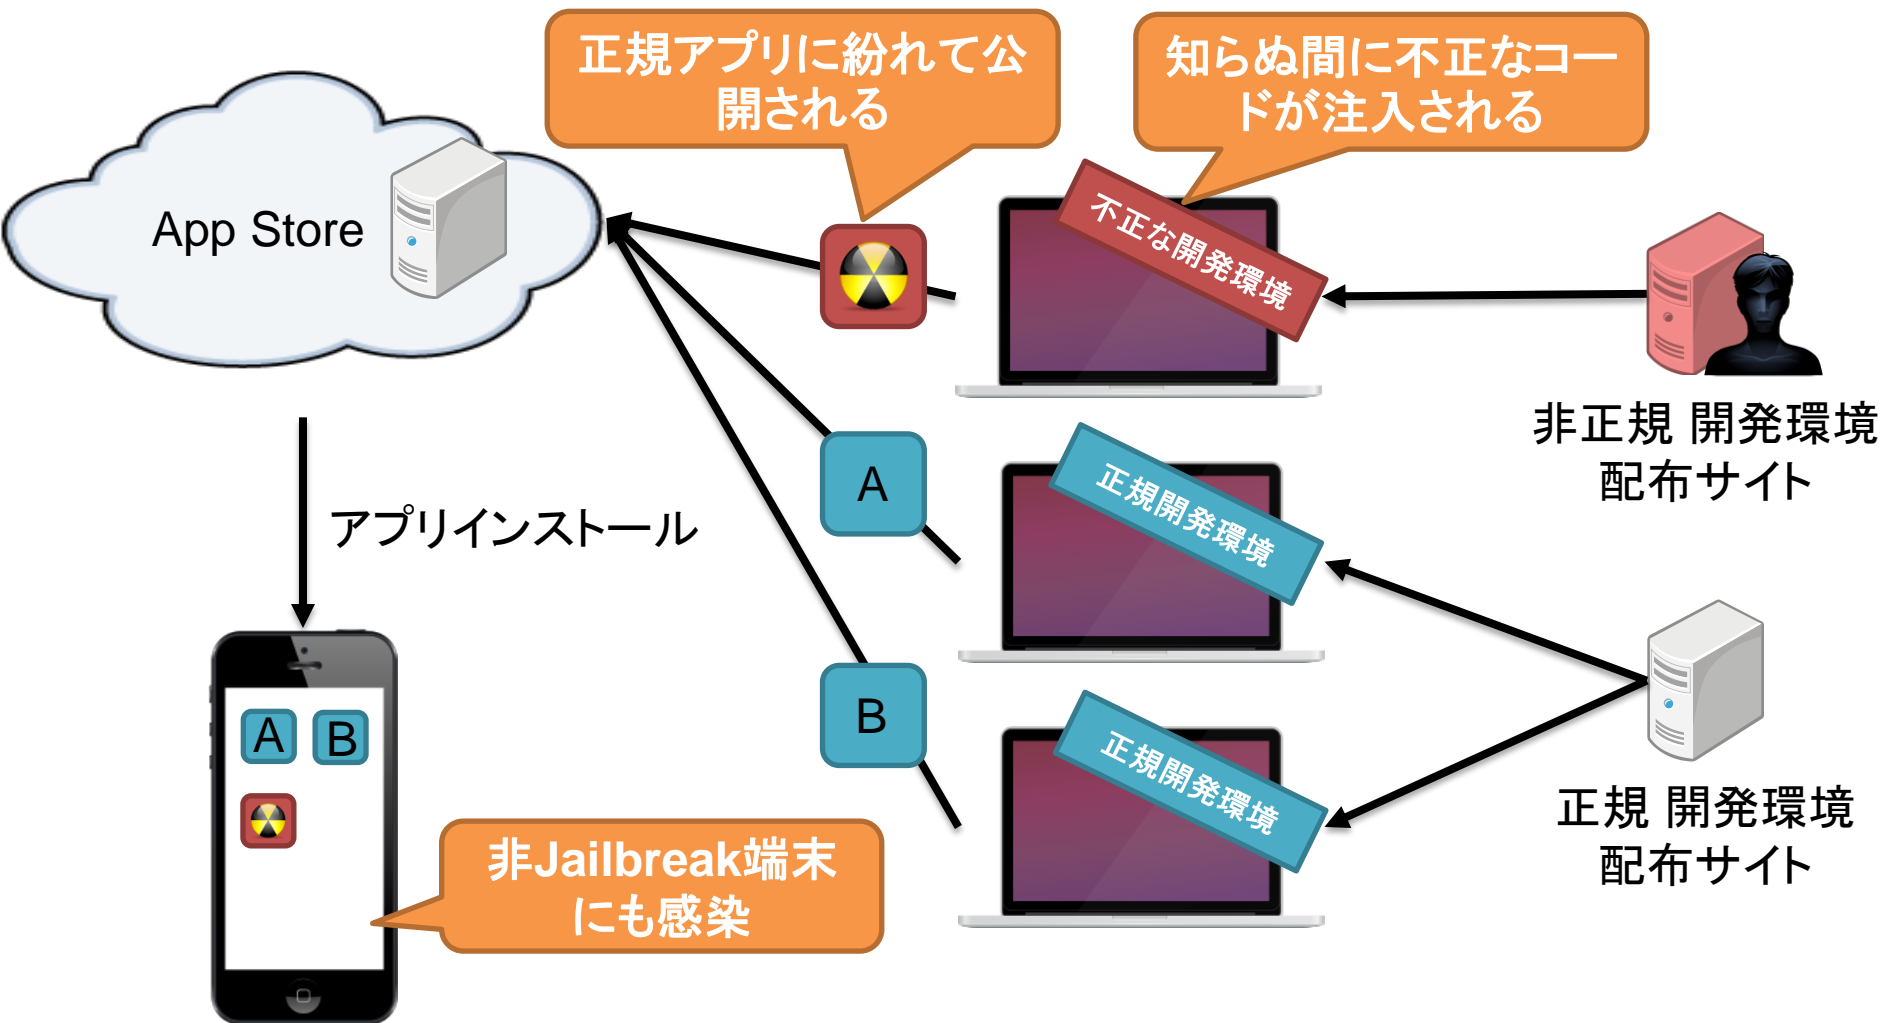 正規アプリに紛れて公
開される
知らぬ間に不正なコー
ドが注入される
App Store
不正な開発環境
非正規 開発環境
配布サイト
A
正規開発環境
アプリインストール
B
正規開発環境
正規 開発環境
配布サイト
A
B
非Jailbreak端末
にも感染